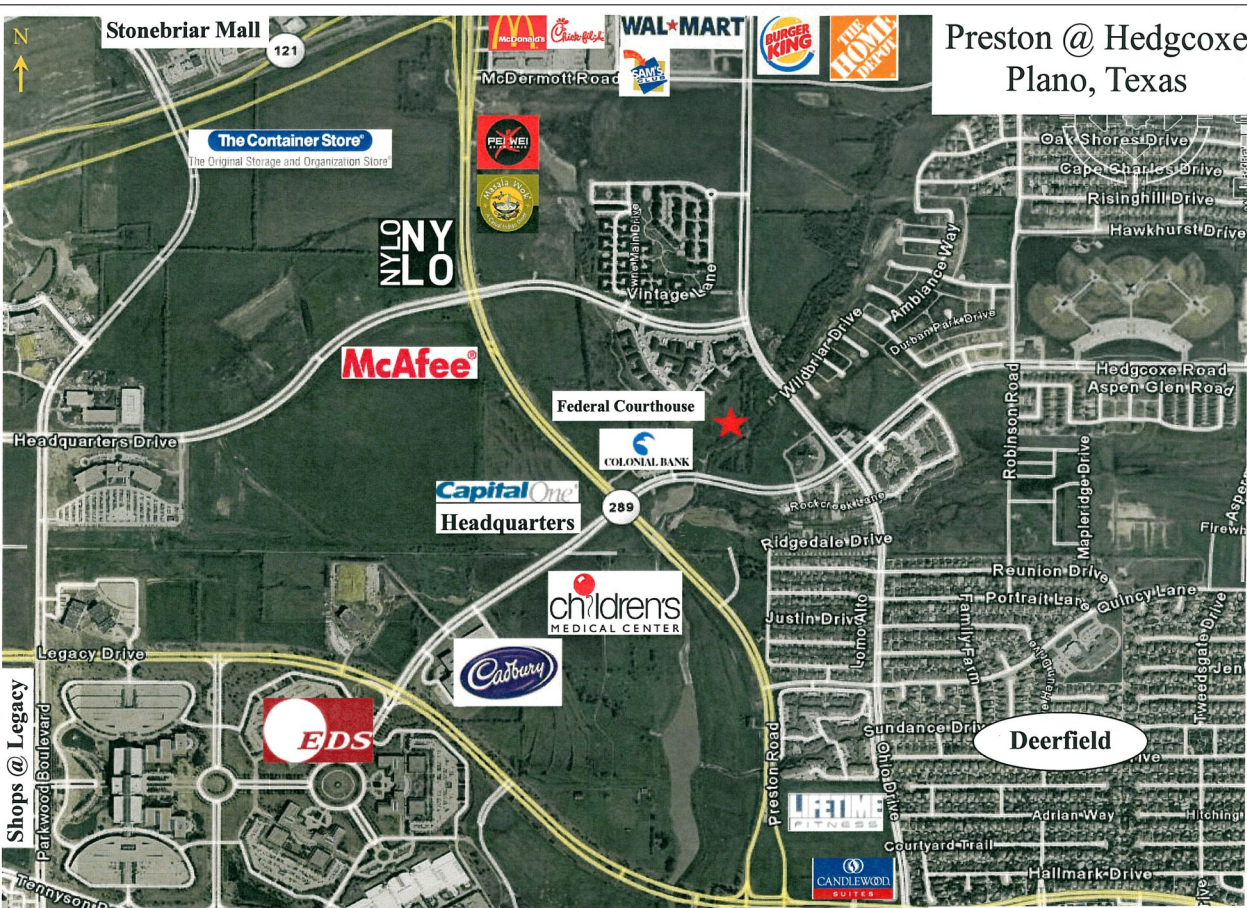 N
Stonebriar Mall
121
McDonald's
Chick-fil-A
WAL★MART
SAM'S CLUB
BURGER KING
THE HOME DEPOT
Preston @ Hedgcoxe
Plano, Texas
McDermott Road
The Container Store®
The Original Storage and Organization Store®
PEI WEI
Masala Wok
Oak Shores Drive
Cape Charles Drive
Risinghill Drive
Hawkhurst Drive
NYLO
NY
LO
Vintage Lane
Ambiance Way
Durban Park Drive
Wildbriar Drive
McAfee®
Hedgcoxe Road
Aspen Glen Road
Robinson Road
Federal Courthouse
COLONIAL BANK
Headquarters Drive
Capital One®
Headquarters
289
Rockcreek Lane
Ridgedale Drive
Mapleridge Drive
Reunion Drive
Portrait Lane
Quincy Lane
children's
MEDICAL CENTER
Justin Drive
Lomo Alto
Family Farm
Tweedsgate Drive
Legacy Drive
Cadbury
Shops @ Legacy
Parkwood Boulevard
EDS
Preston Road
Sundance Driv
Ohio Drive
Deerfield
LIFETIME
FITNESS
Adrian Way
Hitching
Courtyard Trail
CANDLEWOOD
SUITES
Hallmark Drive
Tennyson D